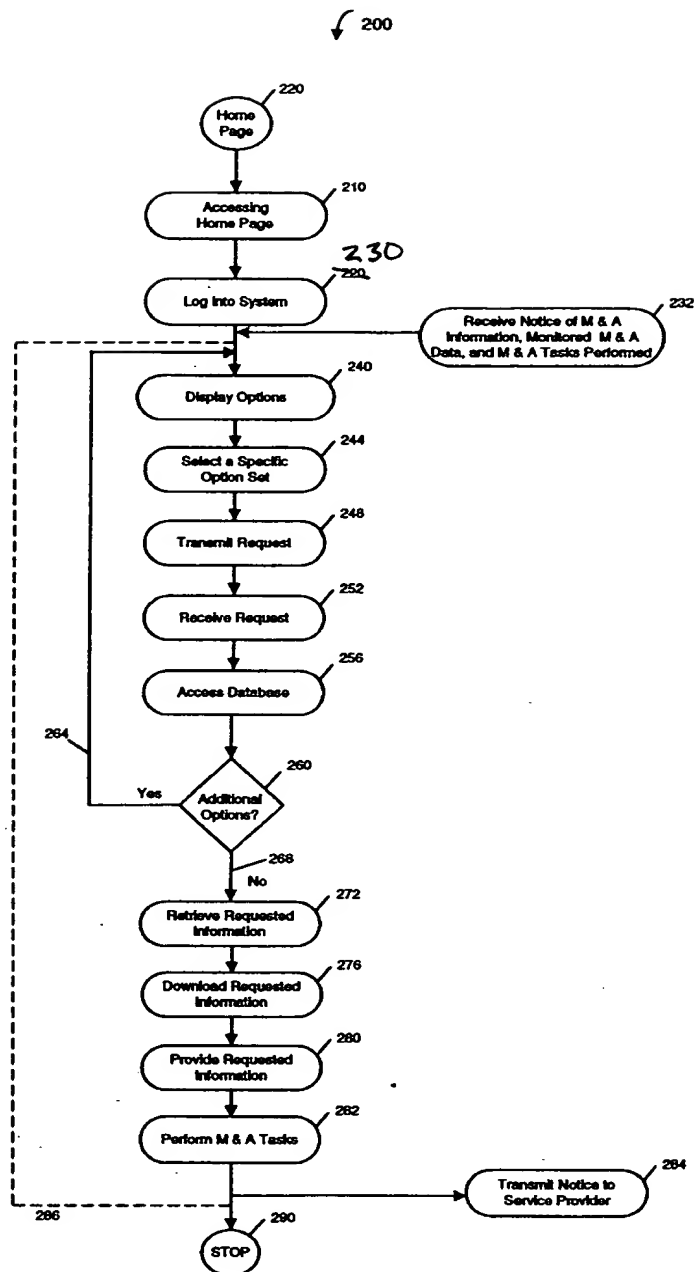 200
220
Home
Page
210
Accessing
Home Page
230
220
Log Into System
232
Receive Notice of M & A
Information, Monitored M & A
Data, and M & A Tasks Performed
240
Display Options
244
Select a Specific
Option Set
248
Transmit Request
252
Receive Request
256
Access Database
264
260
Yes
Additional
Options?
268
No
272
Retrieve Requested
Information
276
Download Requested
Information
280
Provide Requested
Information
282
Perform M & A Tasks
284
Transmit Notice to
Service Provider
286
290
STOP